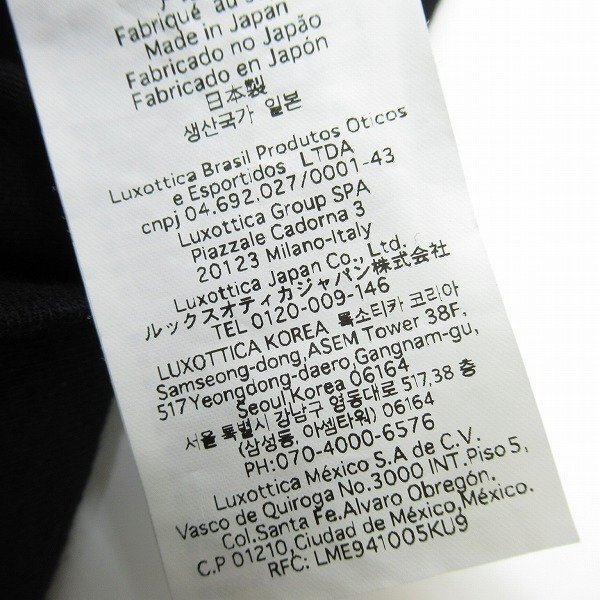 Fabriqué au
Made in Japan
Fabricado no Japão
Fabricado en Japón
日本製
생산국가 일본
Luxottica Brasil Produtos Oticos
e Esportidos LTDA
cnpj 04.692.027/0001-43
Luxottica Group SPA
Piazzale Cadorna 3
20123 Milano-Italy
Luxottica Japan Co., Ltd.
ルックスオティカジャパン株式会社
TEL 0120-009-146
LUXOTTICA KOREA 룩소티카 코리아
Samseong-dong,ASEM Tower 38F,
517Yeongdong-daero,Gangnam-gu,
Seoul,Korea 06164
서울 특별시 강남구 영동대로 517,38 층
(삼성동, 아셈타워) 06164
PH:070-4000-6576
Luxottica México S.A de C.V.
Vasco de Quiroga No.3000 INT.Piso 5,
Col.Santa Fe.Alvaro Obregón.
C.P 01210,Ciudad de México,México.
RFC: LME941005KU9